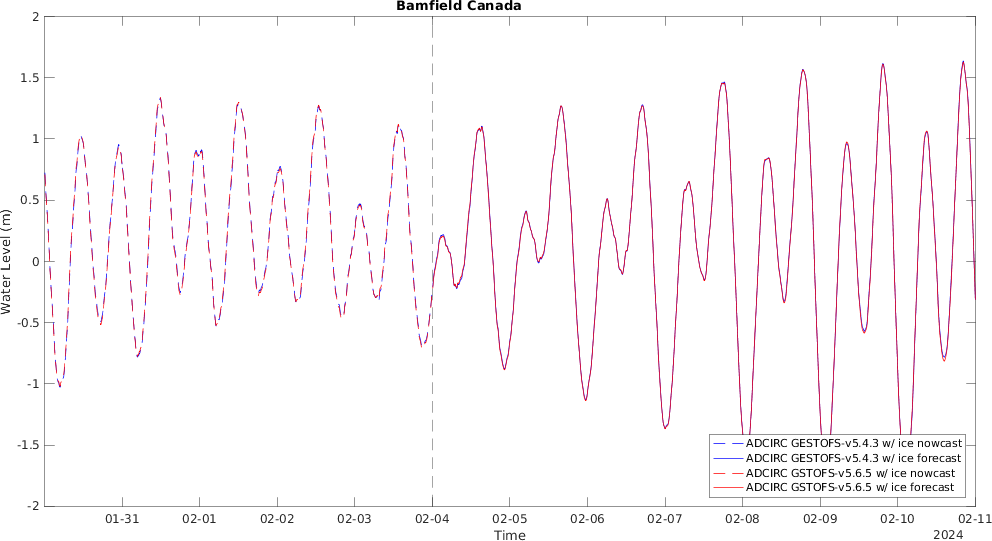 Bamfield Canada
2
1.5
1
0.5
0
-0.5
-1
-1.5
-2
Water Level (m)
ADCIRC GESTOFS-v5.4.3 w/ ice nowcast
ADCIRC GESTOFS-v5.4.3 w/ ice forecast
ADCIRC GSTOFS-v5.6.5 w/ ice nowcast
ADCIRC GSTOFS-v5.6.5 w/ ice forecast
01-31 02-01 02-02 02-03 02-04 02-05 02-06 02-07 02-08 02-09 02-10 02-11
Time
2024